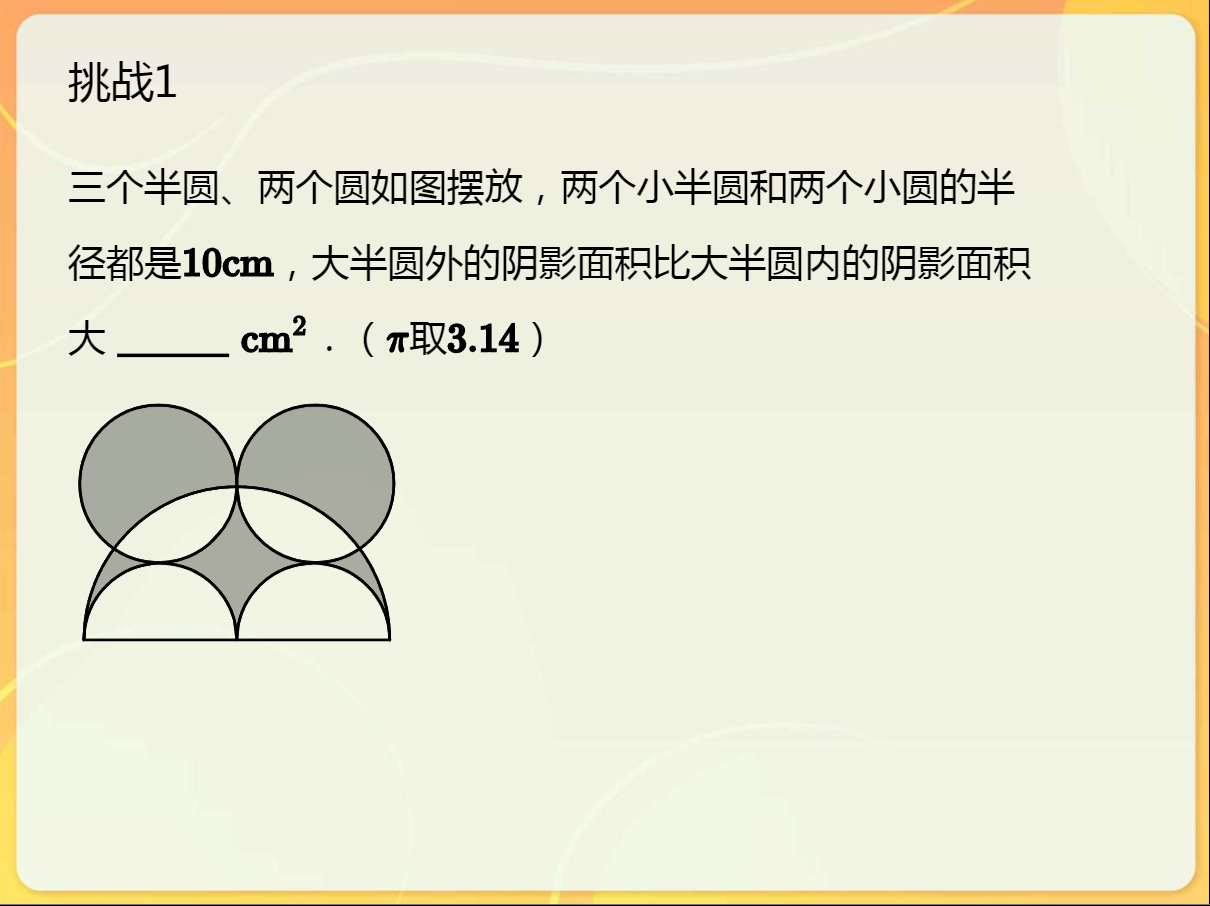 挑战1
三个半圆、两个圆如图摆放，两个小半圆和两个小圆的半
径都是10cm，大半圆外的阴影面积比大半圆内的阴影面积
大 ______ cm²．（π取3.14）